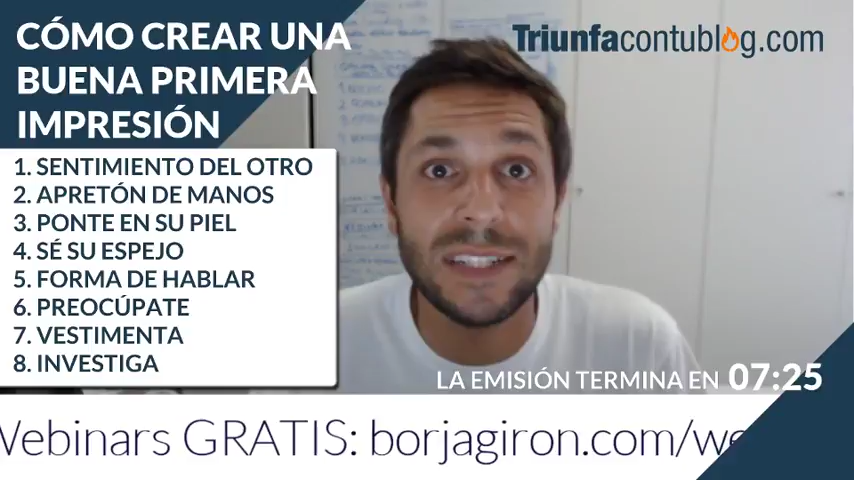 CÓMO CREAR UNA
BUENA PRIMERA
IMPRESIÓN
Triunfacontublog.com
1. SENTIMIENTO DEL OTRO
2. APRETÓN DE MANOS
3. PONTE EN SU PIEL
4. SÉ SU ESPEJO
5. FORMA DE HABLAR
6. PREOCÚPATE
7. VESTIMENTA
8. INVESTIGA
LA EMISIÓN TERMINA EN 07:25
Webinars GRATIS: borjagiron.com/we